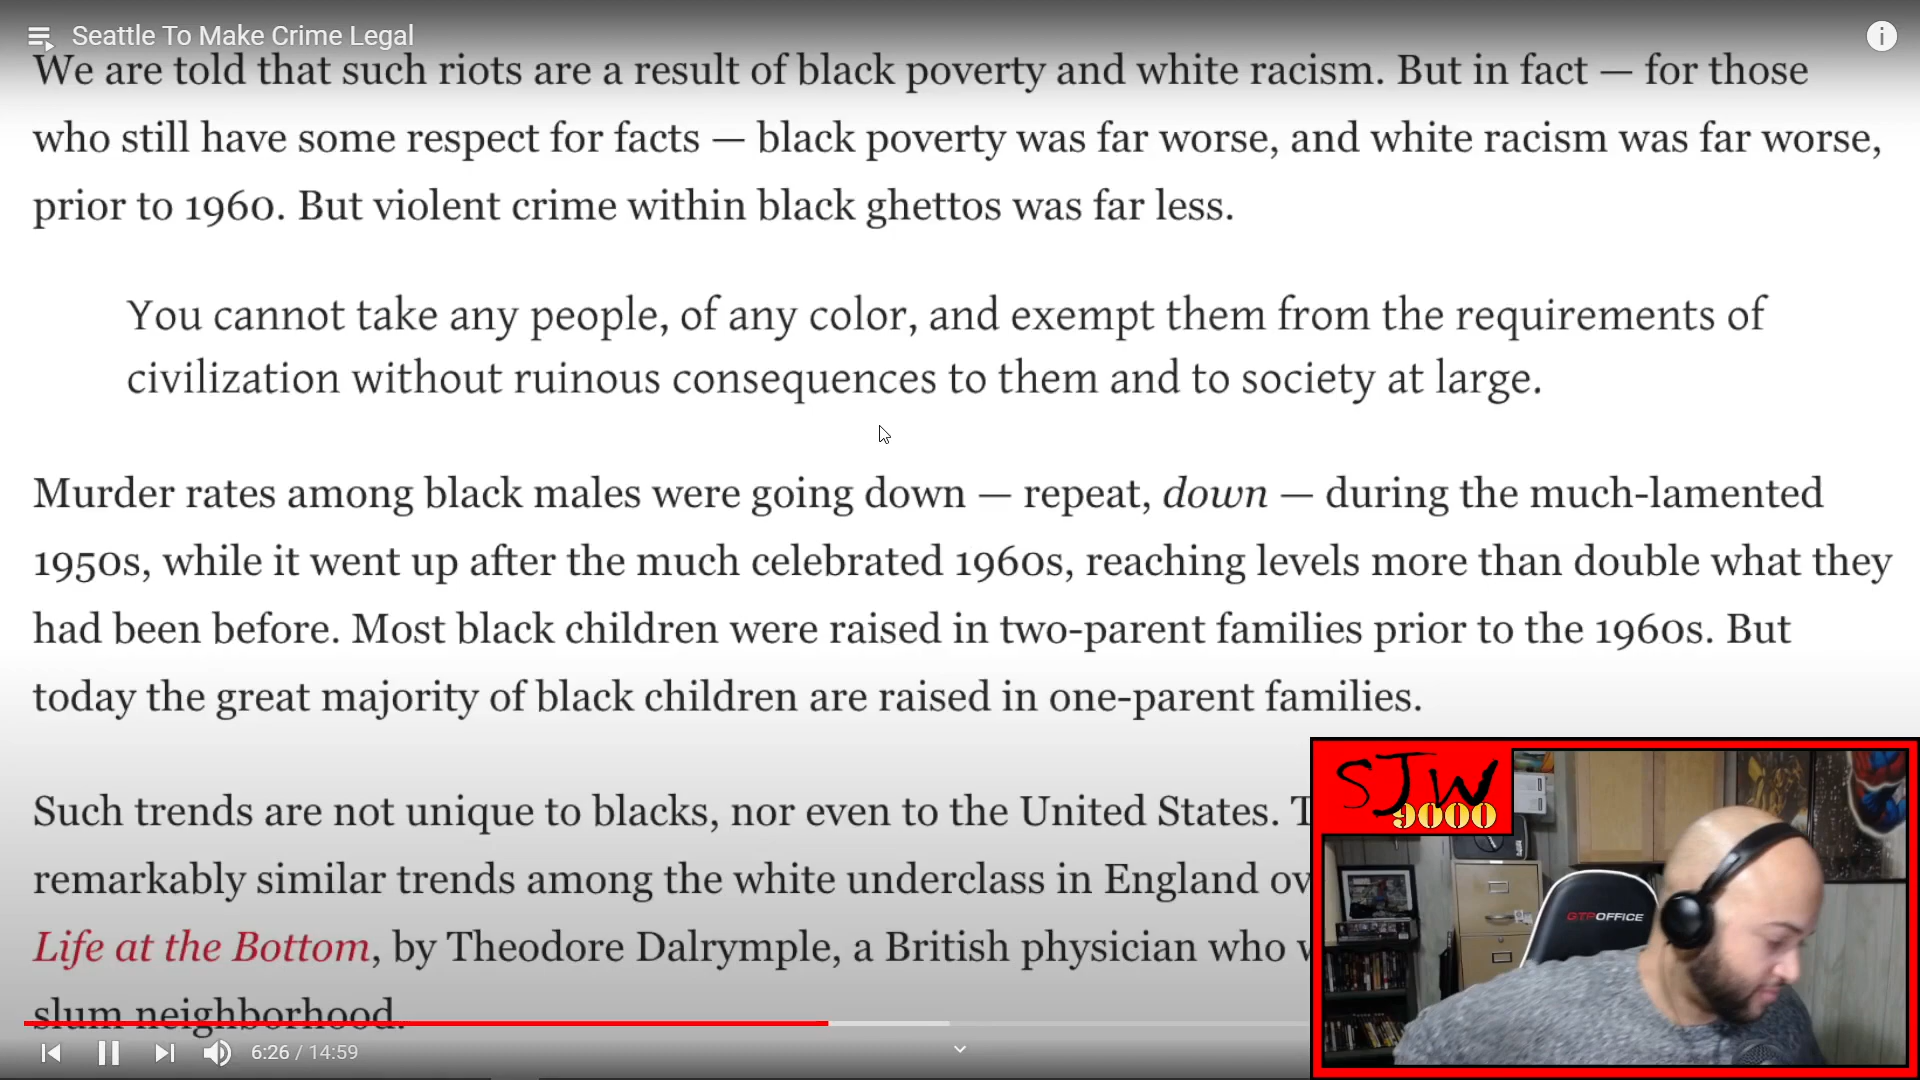 Seattle To Make Crime Legal
We are told that such riots are a result of black poverty and white racism. But in fact — for those
who still have some respect for facts — black poverty was far worse, and white racism was far worse,
prior to 1960. But violent crime within black ghettos was far less.
You cannot take any people, of any color, and exempt them from the requirements of
civilization without ruinous consequences to them and to society at large.
Murder rates among black males were going down — repeat, down — during the much-lamented
1950s, while it went up after the much celebrated 1960s, reaching levels more than double what they
had been before. Most black children were raised in two-parent families prior to the 1960s. But
today the great majority of black children are raised in one-parent families.
Such trends are not unique to blacks, nor even to the United States. T
remarkably similar trends among the white underclass in England ov
Life at the Bottom, by Theodore Dalrymple, a British physician who w
slum neighborhood.
SJW
9000
GTROFFICE
6:26 / 14:59